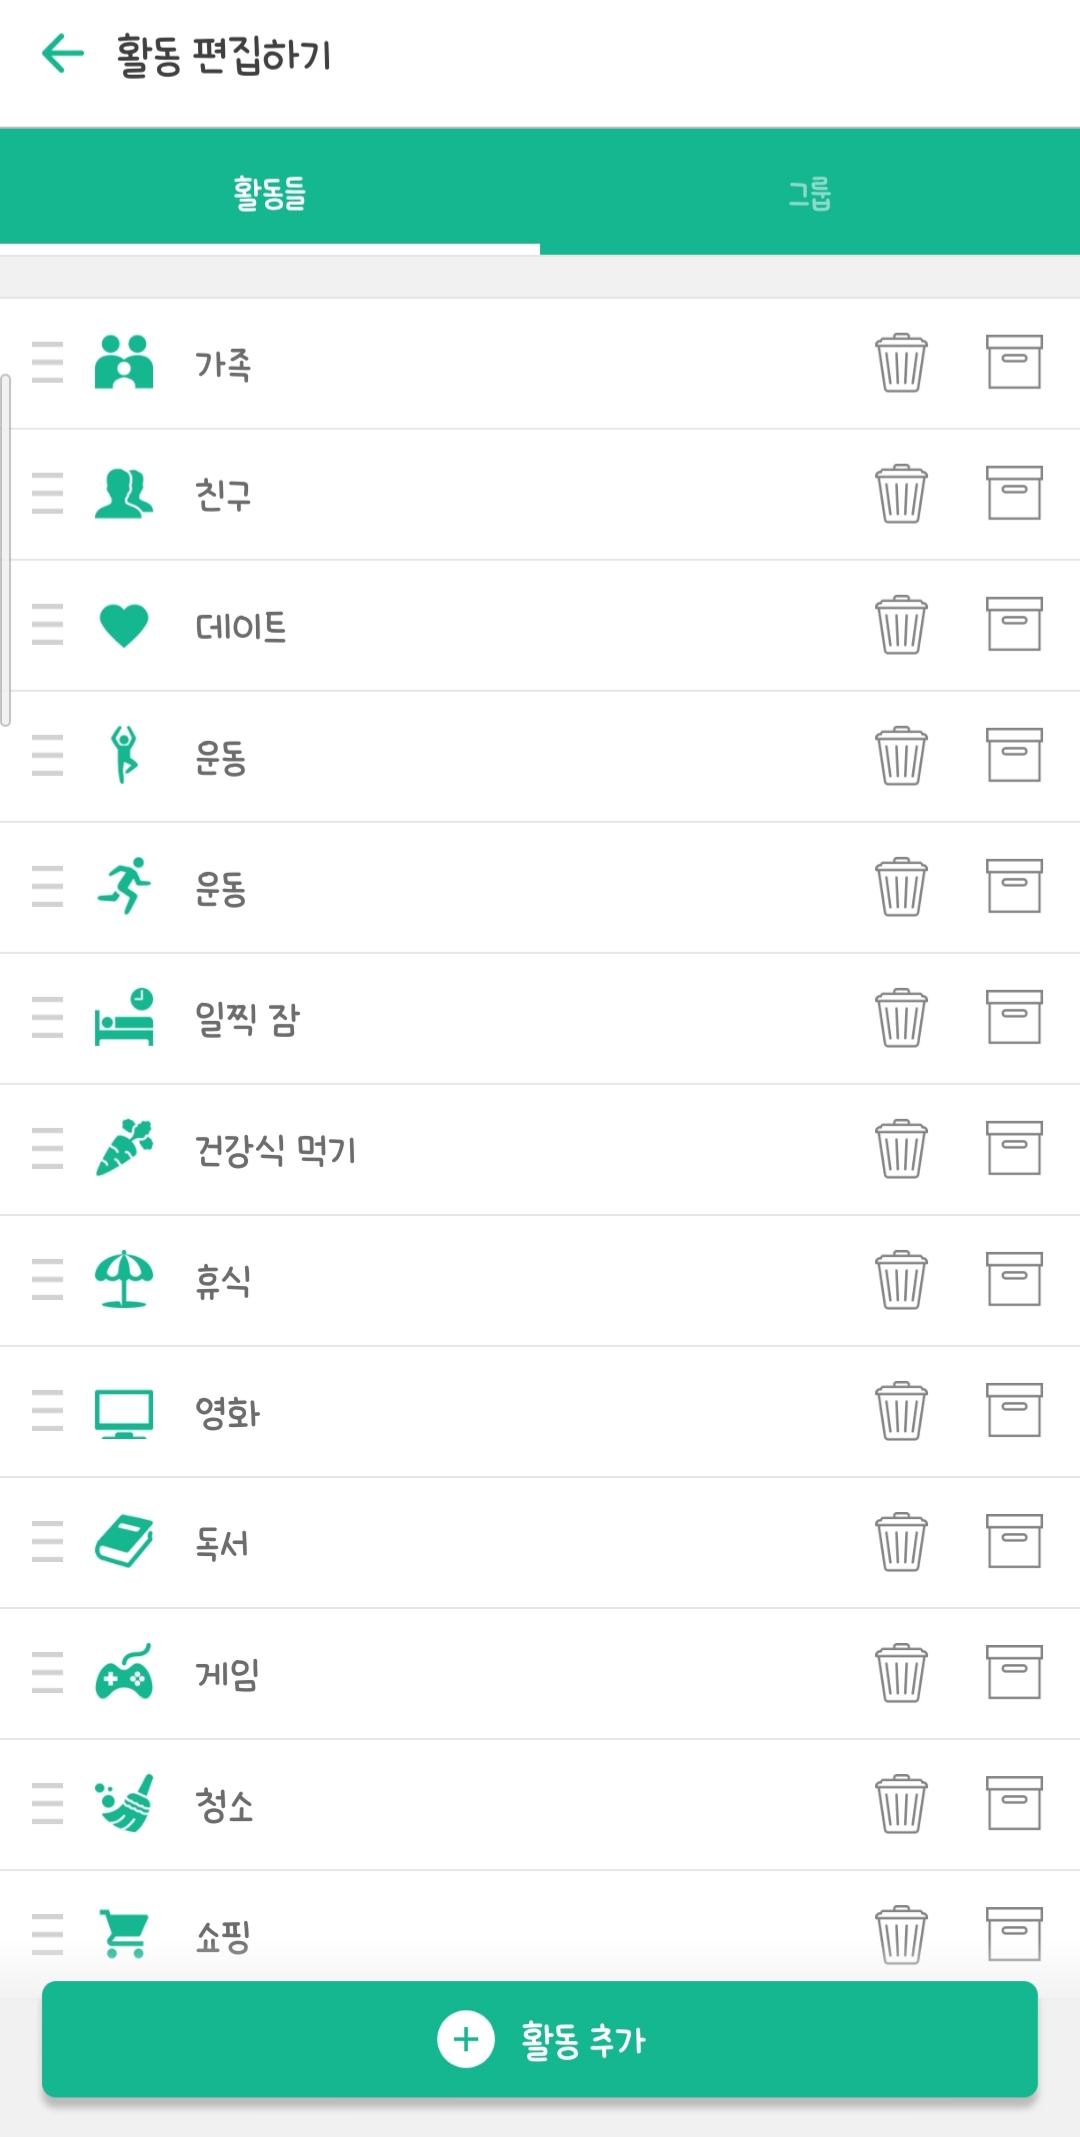 활동 편집하기
활동들
그룹
가족
친구
데이트
운동
운동
일찍 잠
건강식 먹기
휴식
영화
독서
게임
청소
쇼핑
활동 추가